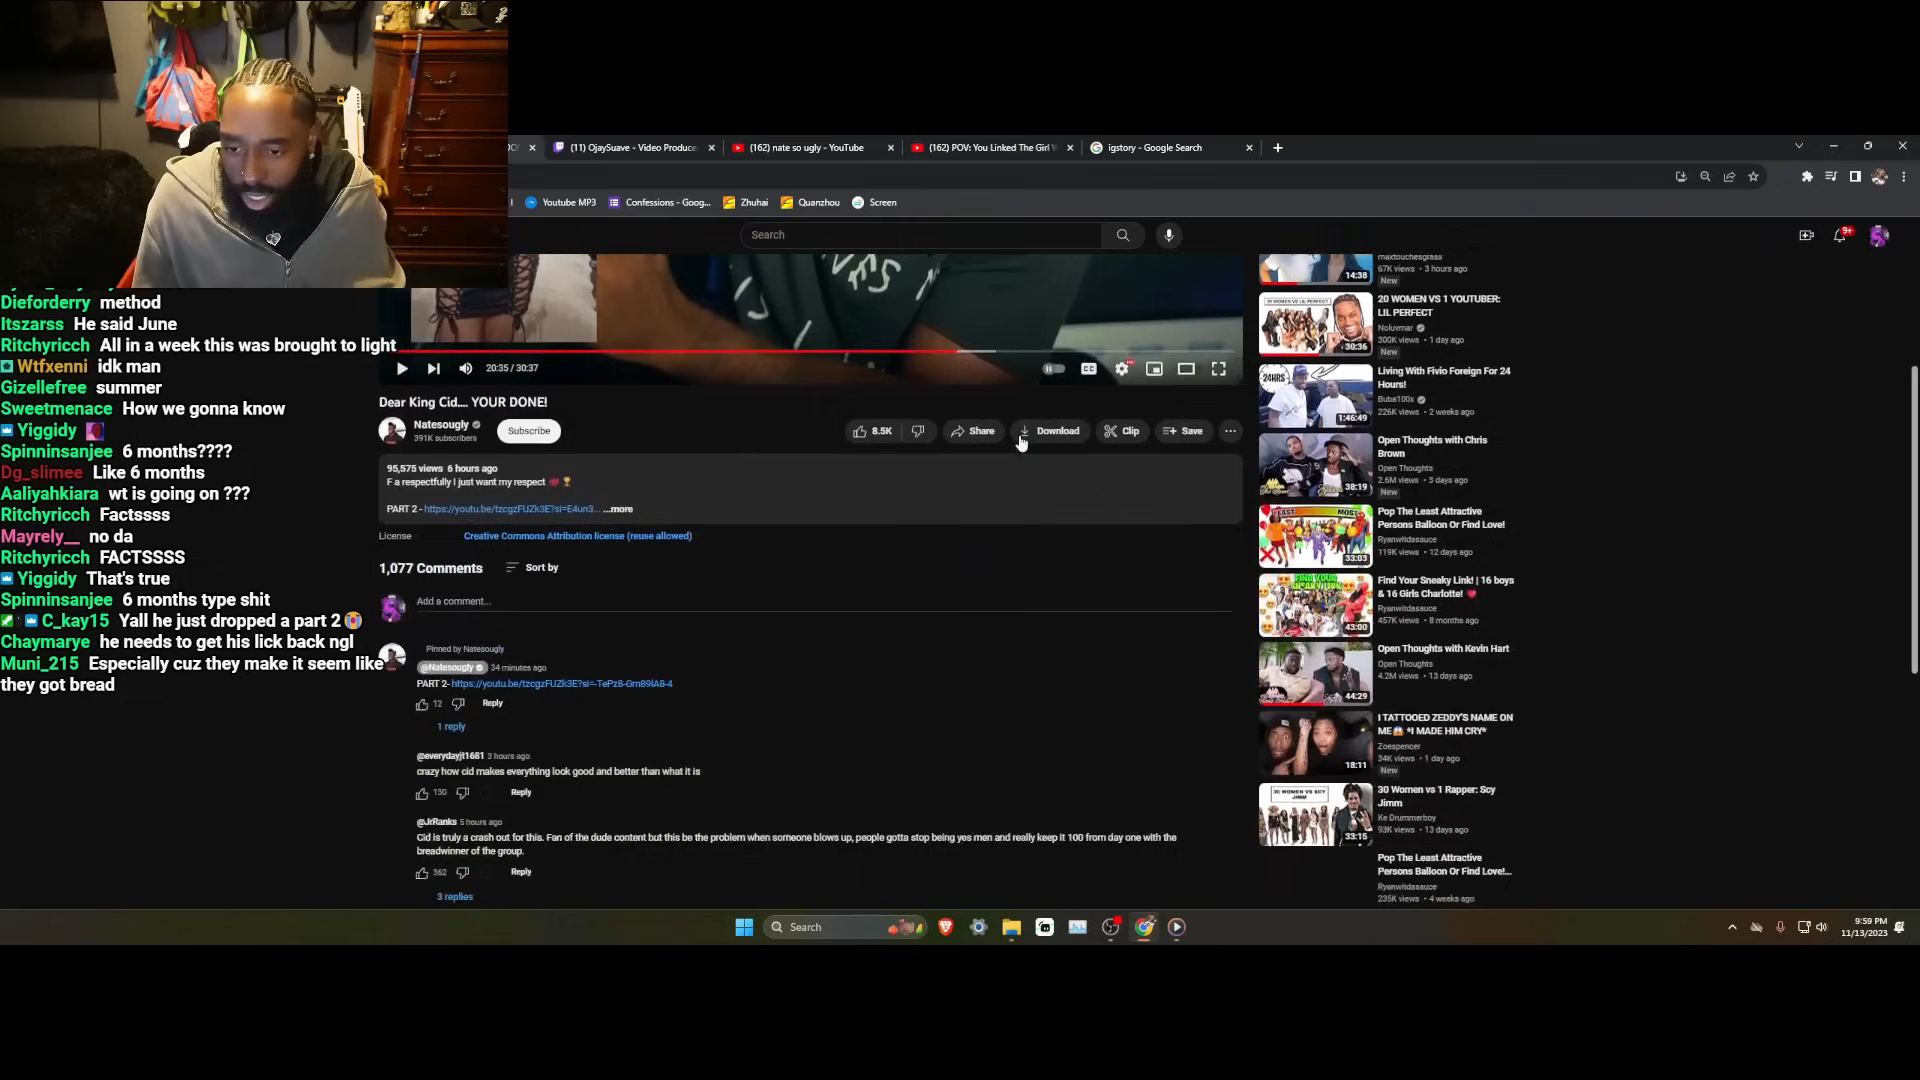 (11) OjaySuave - Video Produce
(162) nate so ugly - YouTube
(162) POV: You Linked The Girl
igstory - Google Search
Youtube MP3
Confessions - Goog...
Zhuhai
Quanzhou
Screen
Search
9+
Dieforderry method
Itszarss He said June
Ritchyricch All in a week this was brought to light
Wtfxenni idk man
Gizellefree summer
Sweetmenace How we gonna know
Yiggidy
Spinninsanjee 6 months????
Dg_slimee Like 6 months
Aaliyahkiara wt is going on ???
Ritchyricch Factssss
Mayrely__ no da
Ritchyricch FACTSSSS
Yiggidy That's true
Spinninsanjee 6 months type shit
C_kay15 Yall he just dropped a part 2
Chaymarye he needs to get his lick back ngl
Muni_215 Especially cuz they make it seem like
they got bread
20:35 / 30:37
Dear King Cid.... YOUR DONE!
Natesougly
391K subscribers
Subscribe
8.5K
Share
Download
Clip
Save
95,575 views 6 hours ago
F a respectfully I just want my respect
PART 2 - https://youtu.be/tzcgzFUZk3E?si=E4un3... ...more
License
Creative Commons Attribution license (reuse allowed)
1,077 Comments
Sort by
Add a comment...
Pinned by Natesougly
@Natesougly 34 minutes ago
PART 2- https://youtu.be/tzcgzFUZk3E?si=-TePz8-Gm89lA8-4
12
Reply
1 reply
@everydayjt1681 3 hours ago
crazy how cid makes everything look good and better than what it is
130
Reply
@JrRanks 5 hours ago
Cid is truly a crash out for this. Fan of the dude content but this be the problem when someone blows up, people gotta stop being yes men and really keep it 100 from day one with the
breadwinner of the group.
362
Reply
3 replies
maxtouchesgrass
67K views • 3 hours ago
New
14:38
20 WOMEN VS 1 YOUTUBER:
LIL PERFECT
Noluvmar
300K views • 1 day ago
New
30:36
24HRS
Living With Fivio Foreign For 24
Hours!
Buba100x
226K views • 2 weeks ago
1:46:49
Open Thoughts with Chris
Brown
Open Thoughts
2.6M views • 3 days ago
New
38:19
LEAST
MOST
Pop The Least Attractive
Persons Balloon Or Find Love!
Ryanwitdasauce
119K views • 12 days ago
33:03
Find Your Sneaky Link! | 16 boys
& 16 Girls Charlotte!
Ryanwitdasauce
457K views • 8 months ago
43:00
Open Thoughts with Kevin Hart
Open Thoughts
4.2M views • 13 days ago
44:29
I TATTOOED ZEDDY'S NAME ON
ME *I MADE HIM CRY*
Zoespencer
34K views • 1 day ago
New
18:11
30 WOMEN VS SCY
JIMM
30 Women vs 1 Rapper: Scy
Jimm
Ke Drummerboy
93K views • 13 days ago
33:15
Pop The Least Attractive
Persons Balloon Or Find Love!...
Ryanwitdasauce
235K views • 4 weeks ago
Search
9:59 PM
11/13/2023